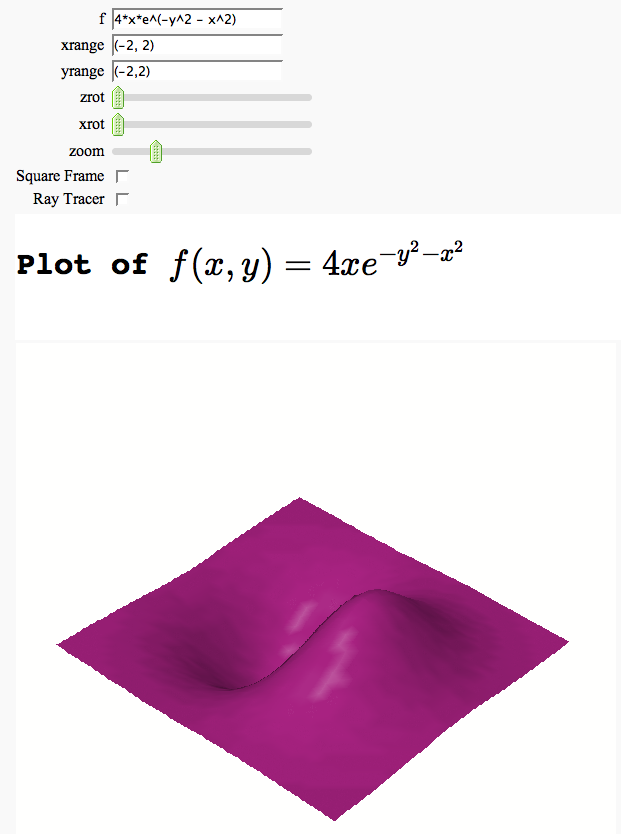 f 4*x*e^(-y^2 - x^2)
xrange (-2, 2)
yrange (-2,2)
zrot
xrot
zoom
Square Frame
Ray Tracer
Plot of f(x, y) = 4xe^{-y^2-x^2}